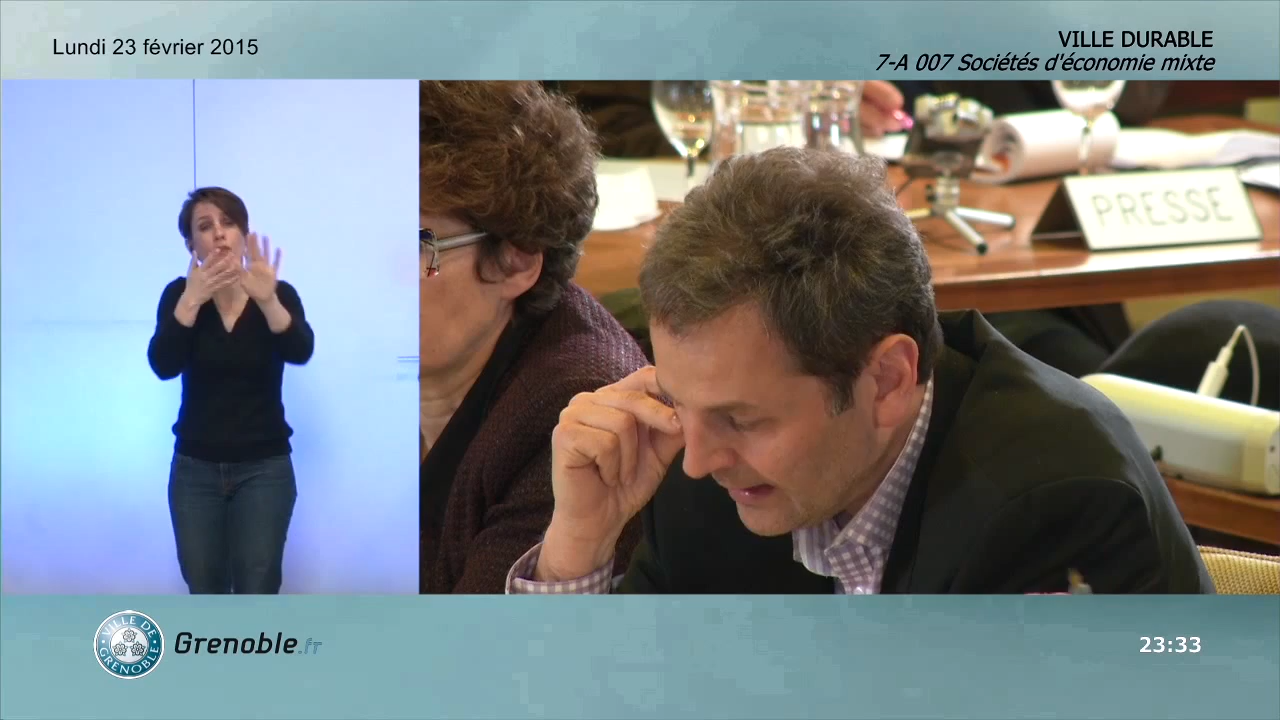 Lundi 23 février 2015
VILLE DURABLE
7-A 007 Sociétés d'économie mixte
PRESSE
VILLE DE
GRENOBLE
Grenoble.fr
23:33